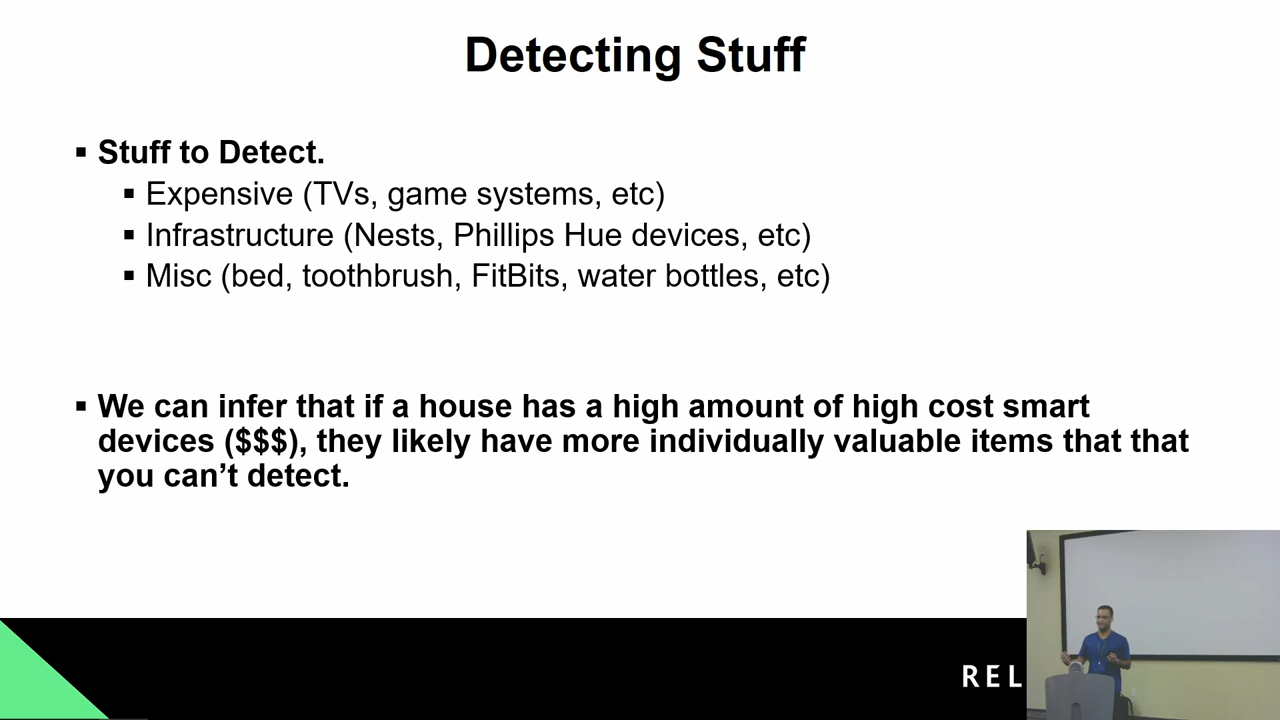 Detecting Stuff
▪ Stuff to Detect.
▪ Expensive (TVs, game systems, etc)
▪ Infrastructure (Nests, Phillips Hue devices, etc)
▪ Misc (bed, toothbrush, FitBits, water bottles, etc)
▪ We can infer that if a house has a high amount of high cost smart
devices ($$$), they likely have more individually valuable items that that
you can’t detect.
REL